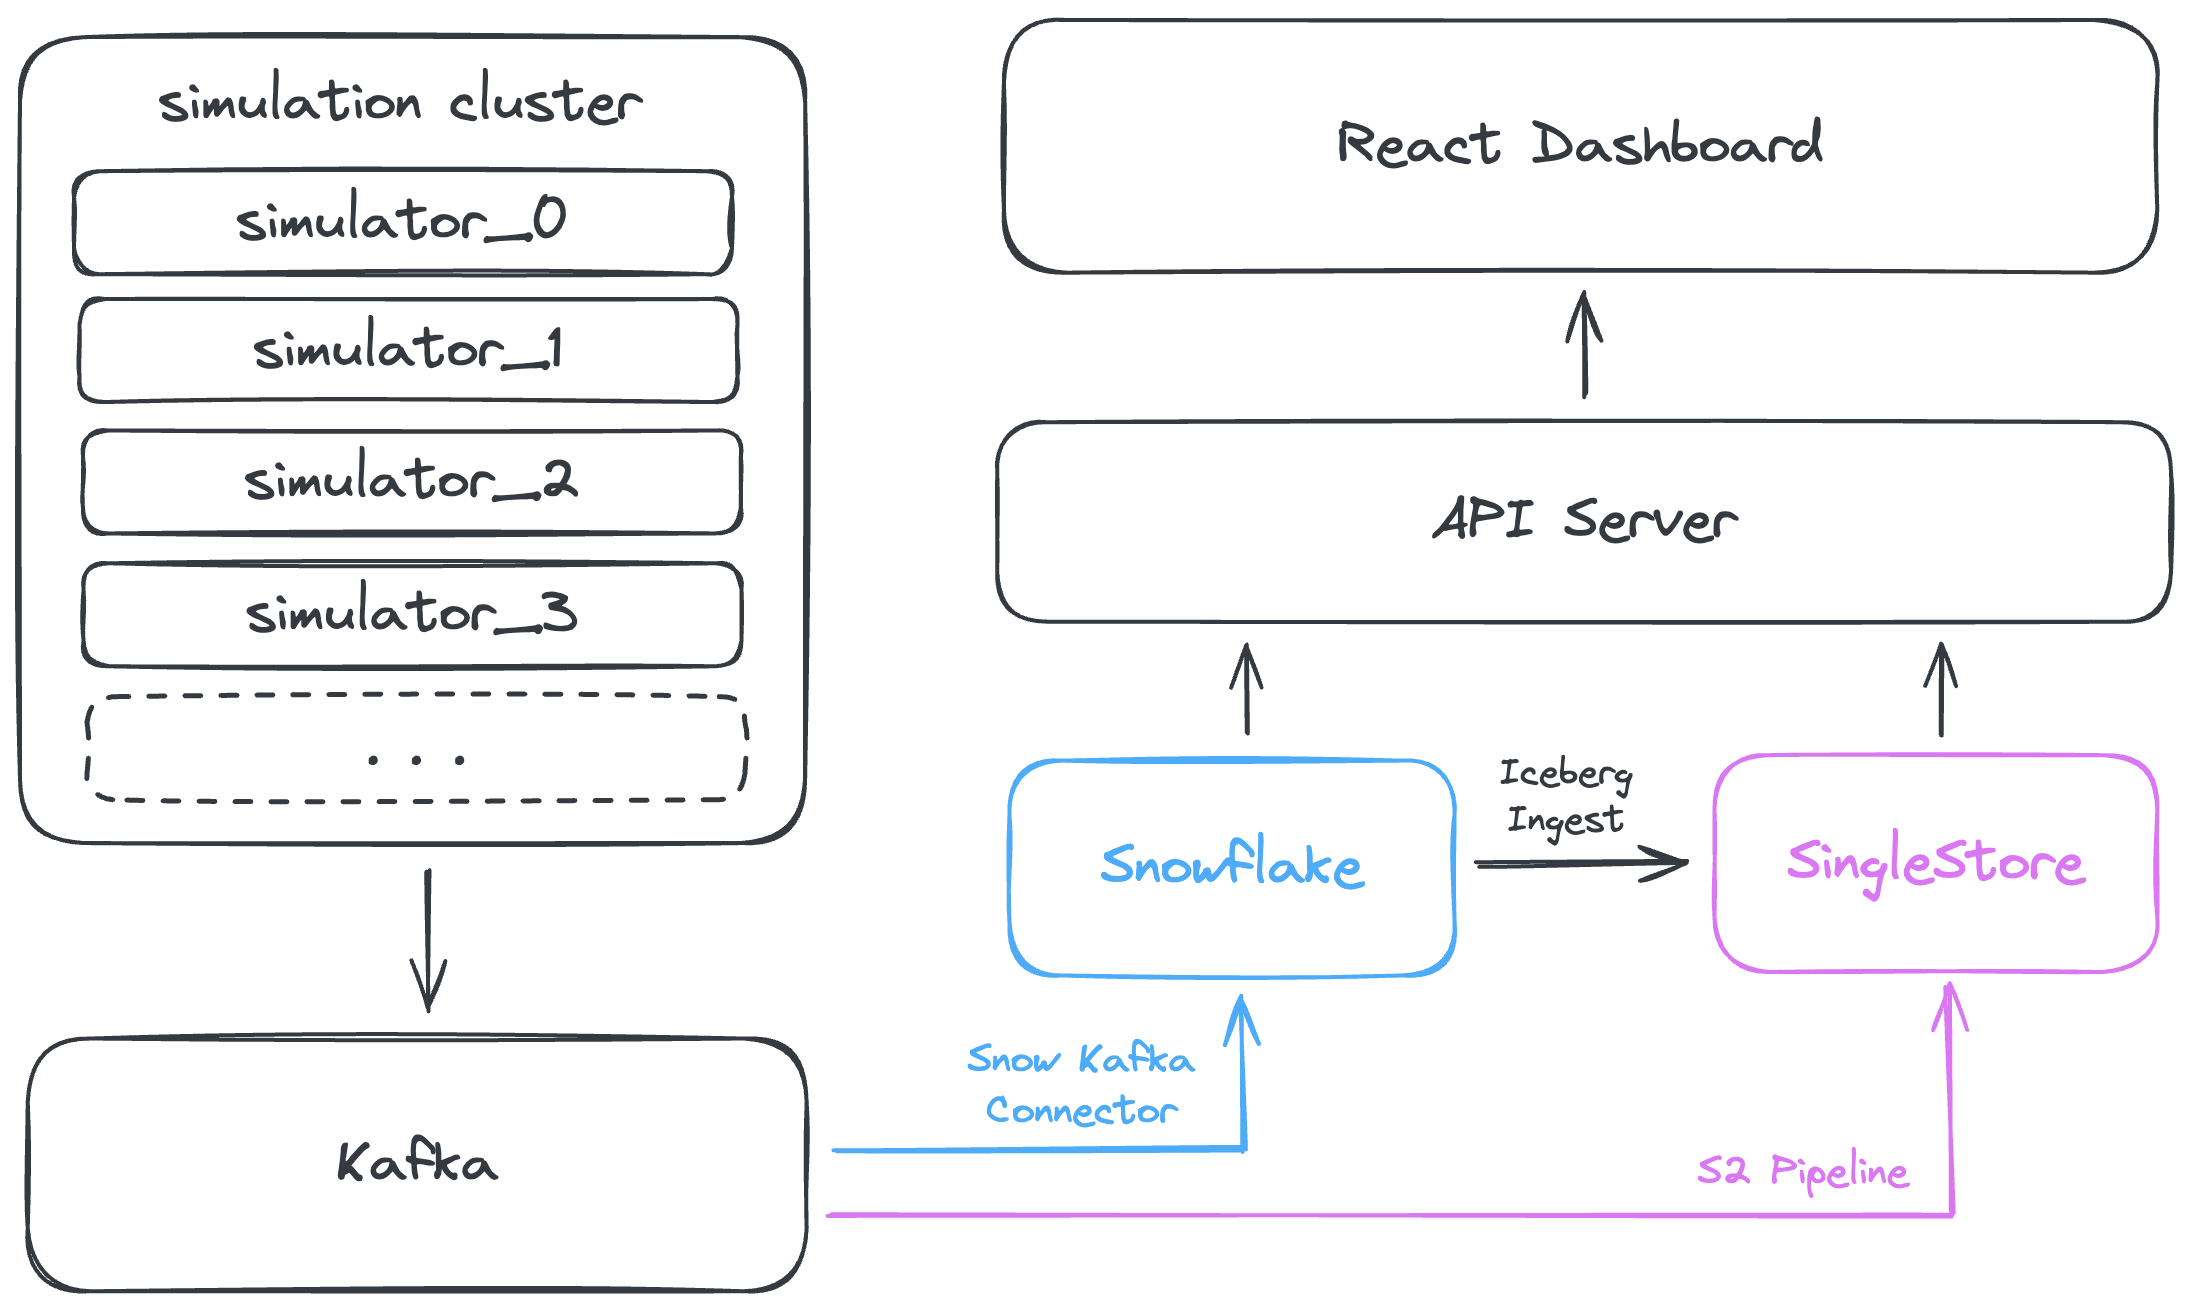 simulation cluster
simulator_0
simulator_1
simulator_2
simulator_3
...
Kafka
React Dashboard
API Server
Snowflake
Iceberg
Ingest
SingleStore
Snow Kafka
Connector
S2 Pipeline